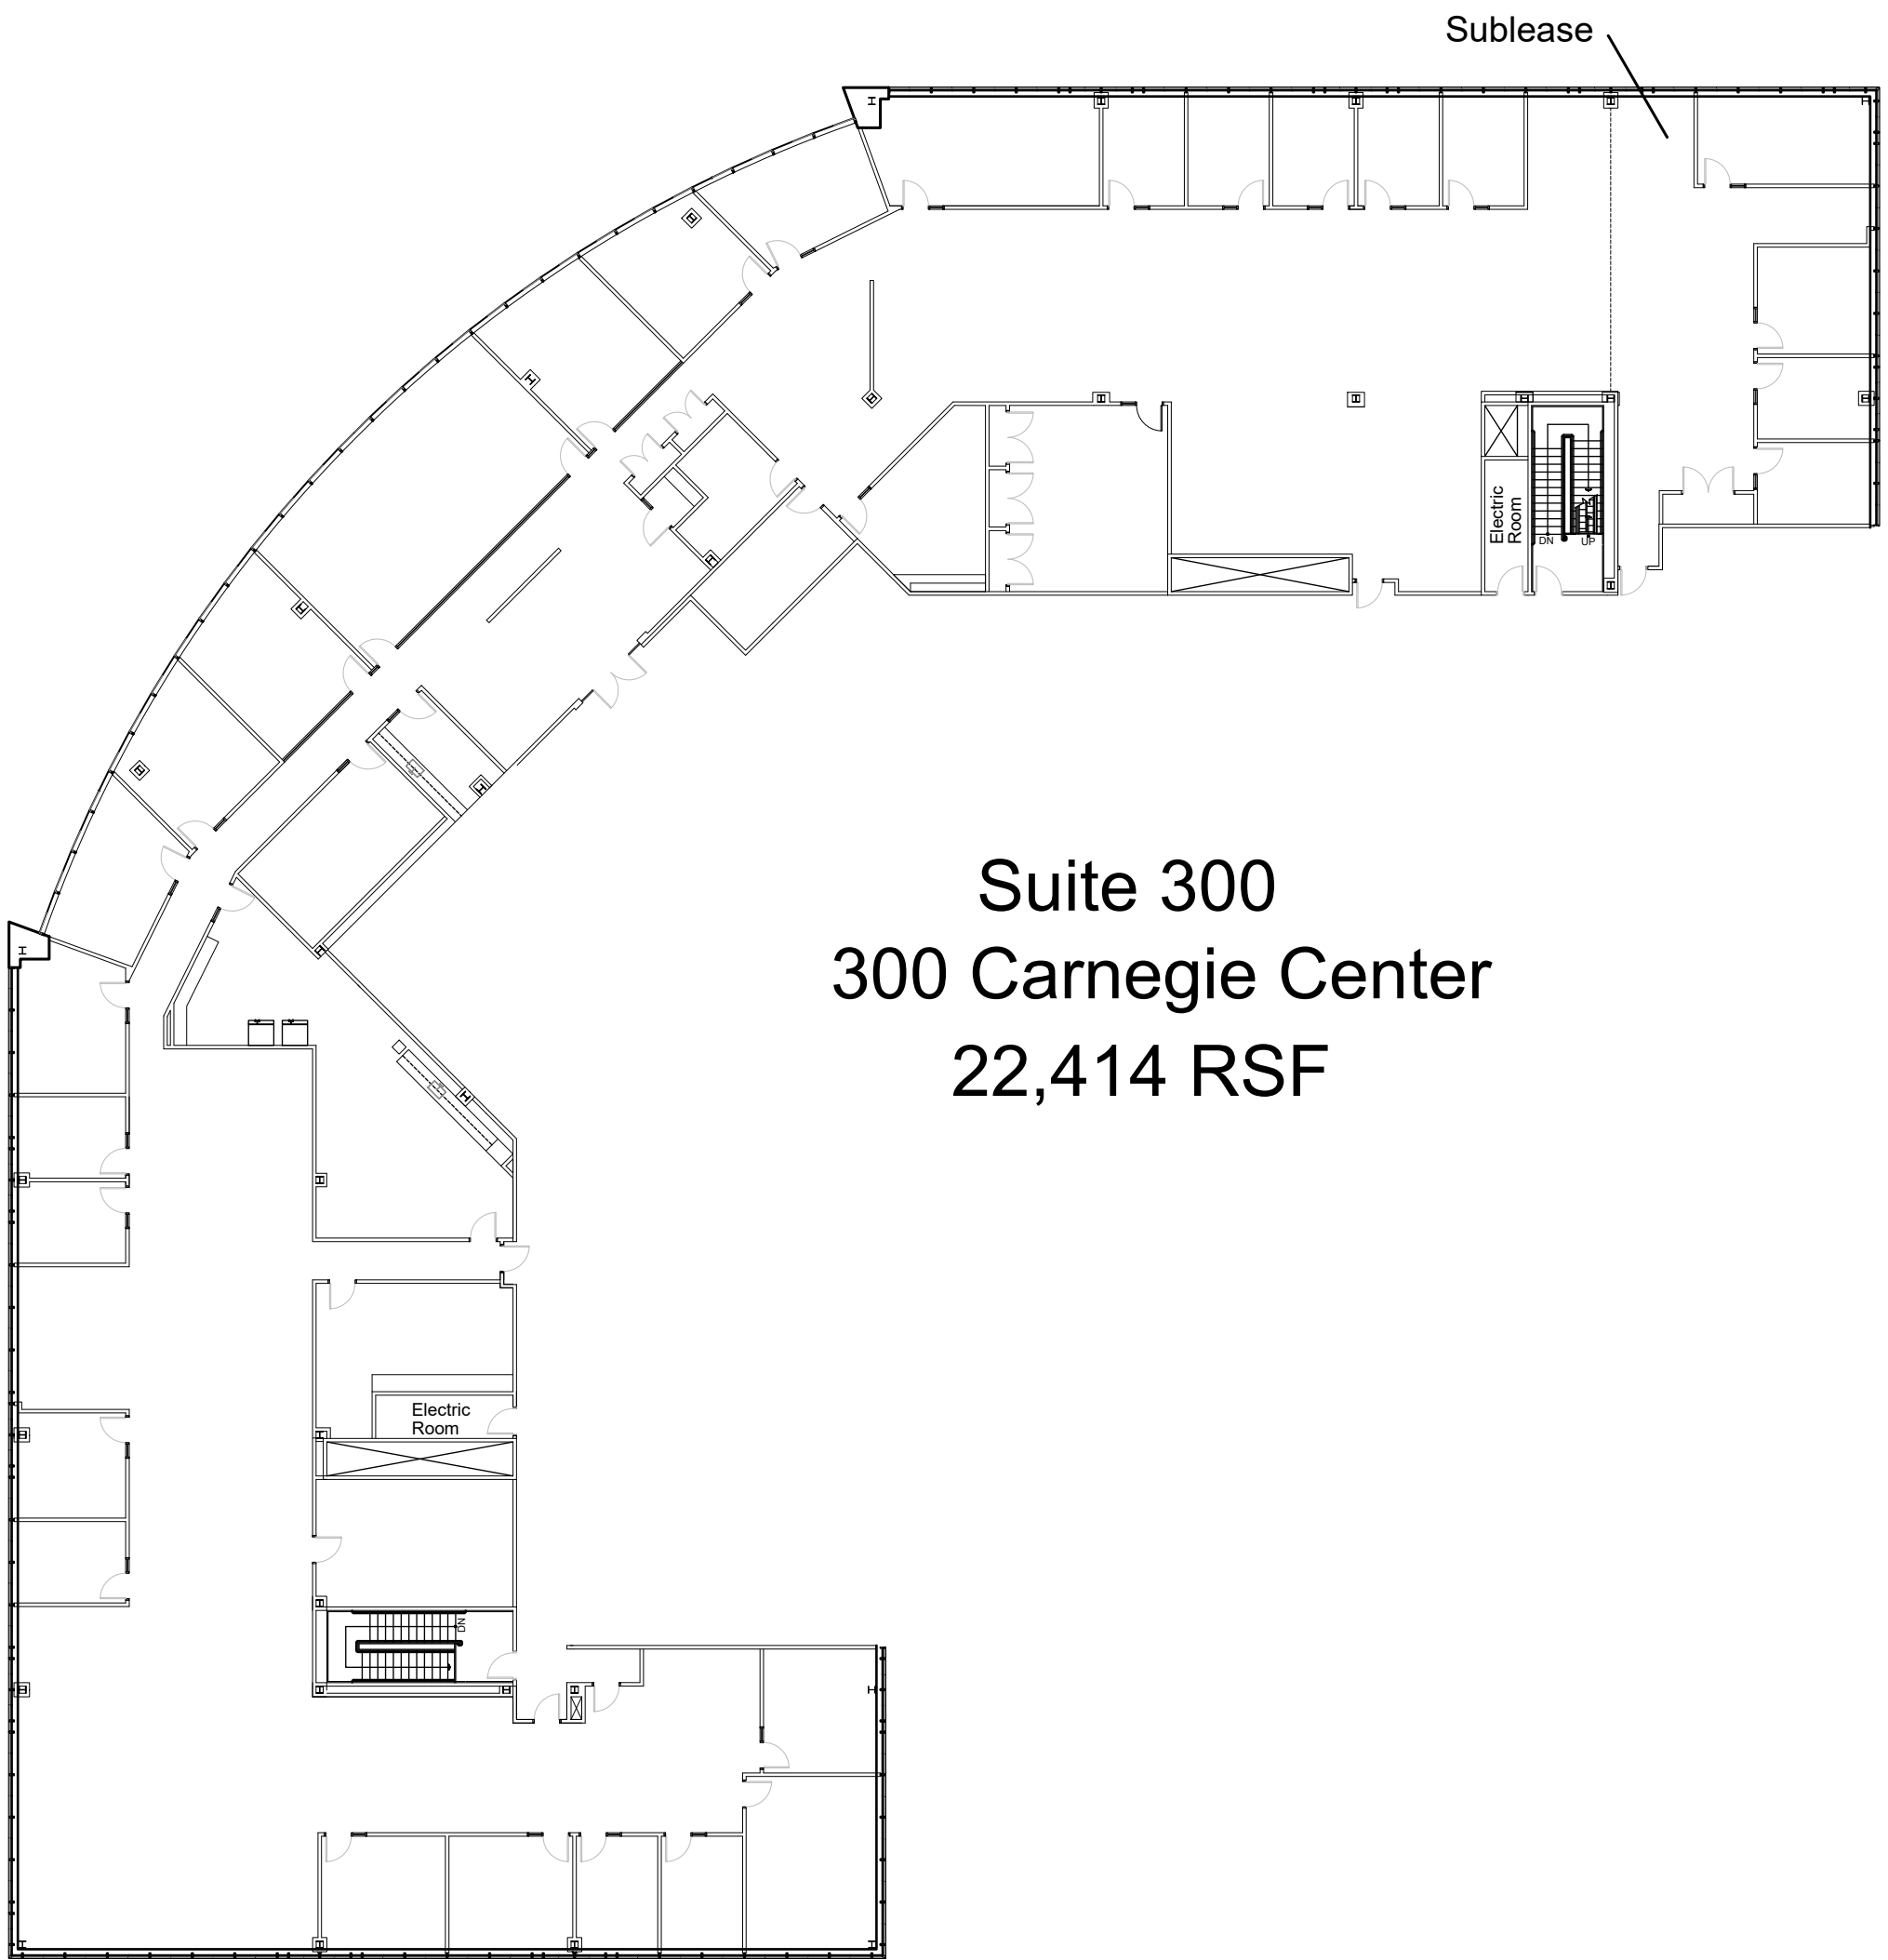 Sublease
Electric
Room
DN
UP
Suite 300
300 Carnegie Center
22,414 RSF
Electric
Room
DN